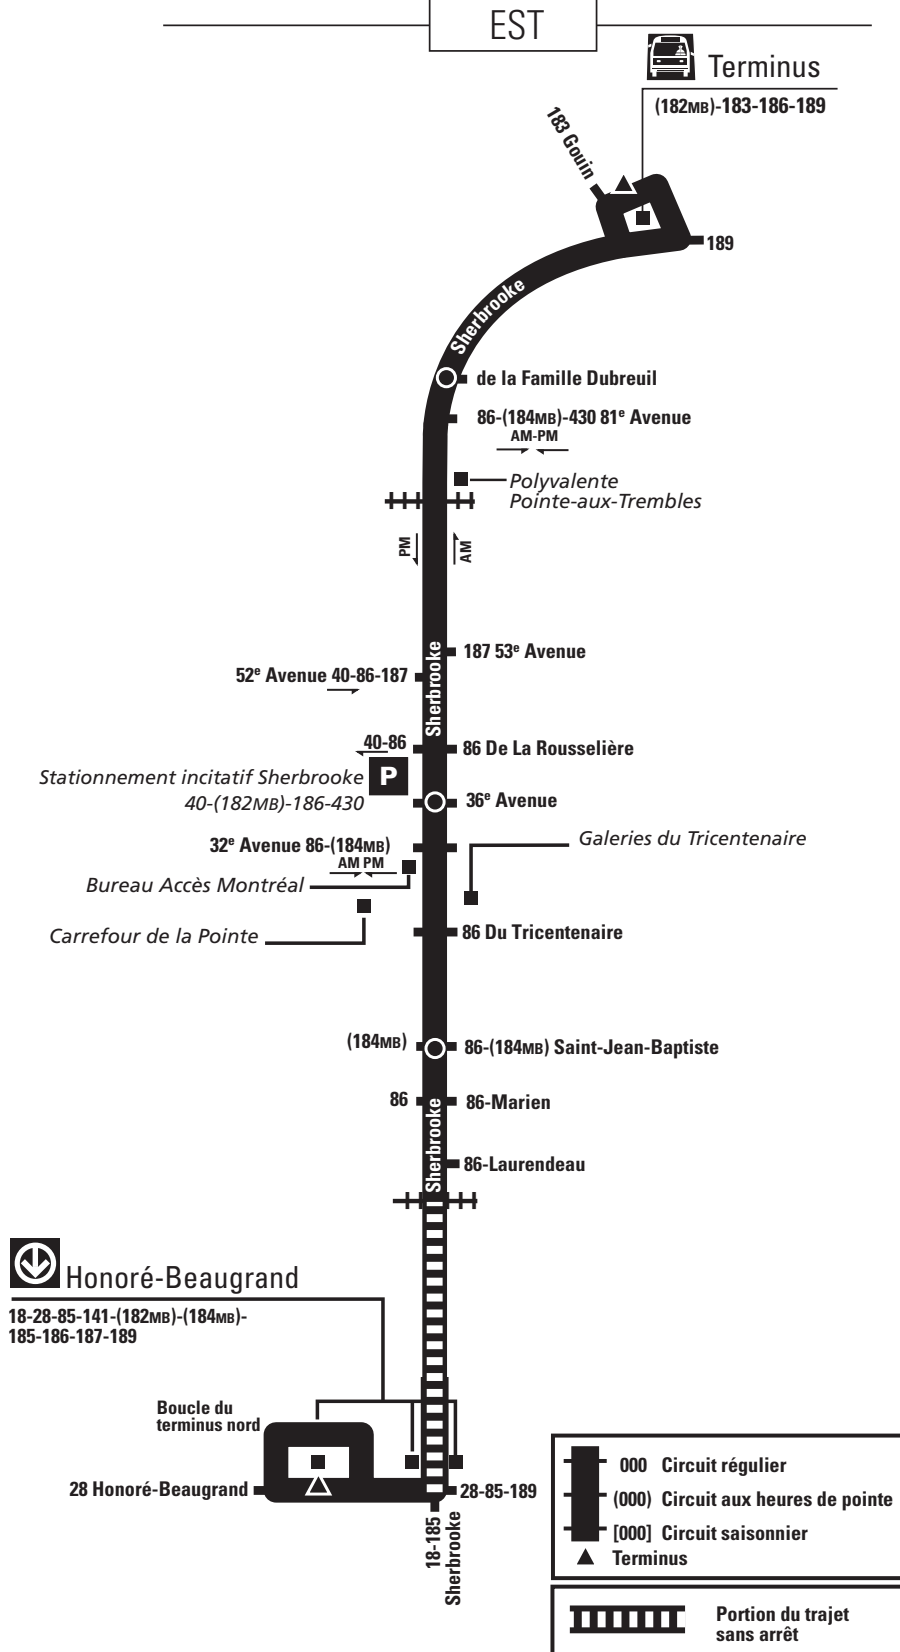 EST
Terminus
(182MB)-183-186-189
183 Gouin
189
Sherbrooke
de la Famille Dubreuil
86-(184MB)-430 81e Avenue
AM-PM
Polyvalente
Pointe-aux-Trembles
PM
AM
187 53e Avenue
52e Avenue 40-86-187
Sherbrooke
40-86
86 De La Rousselière
Stationnement incitatif Sherbrooke
P
40-(182MB)-186-430
36e Avenue
32e Avenue 86-(184MB)
AM PM
Galeries du Tricentenaire
Bureau Accès Montréal
Carrefour de la Pointe
86 Du Tricentenaire
(184MB)
86-(184MB) Saint-Jean-Baptiste
86
86-Marien
Sherbrooke
86-Laurendeau
Honoré-Beaugrand
18-28-85-141-(182MB)-(184MB)-
185-186-187-189
Boucle du
terminus nord
28 Honoré-Beaugrand
28-85-189
18-185
Sherbrooke
000 Circuit régulier
(000) Circuit aux heures de pointe
[000] Circuit saisonnier
Terminus
Portion du trajet
sans arrêt